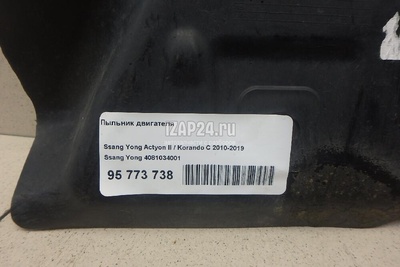 Пыльник двигателя
IZAP24.ru
Ssang Yong Actyon II / Korando C 2010-2019
Ssang Yong 4081034001
95 773 738